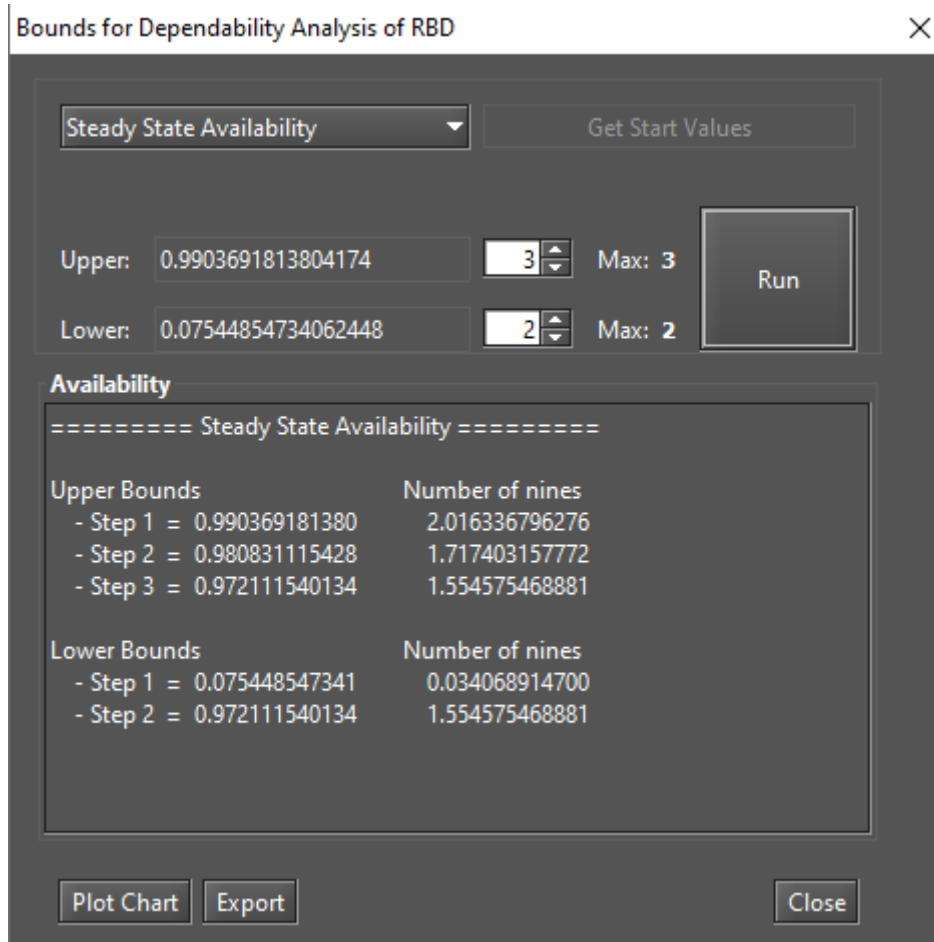 Bounds for Dependability Analysis of RBD
Steady State Availability Get Start Values
Upper: 0.9903691813804174 3 Max: 3
Run
Lower: 0.07544854734062448 2 Max: 2
Availability
========= Steady State Availability =========
Upper Bounds Number of nines
- Step 1 = 0.990369181380 2.016336796276
- Step 2 = 0.980831115428 1.717403157772
- Step 3 = 0.972111540134 1.554575468881
Lower Bounds Number of nines
- Step 1 = 0.075448547341 0.034068914700
- Step 2 = 0.972111540134 1.554575468881
Plot Chart Export Close